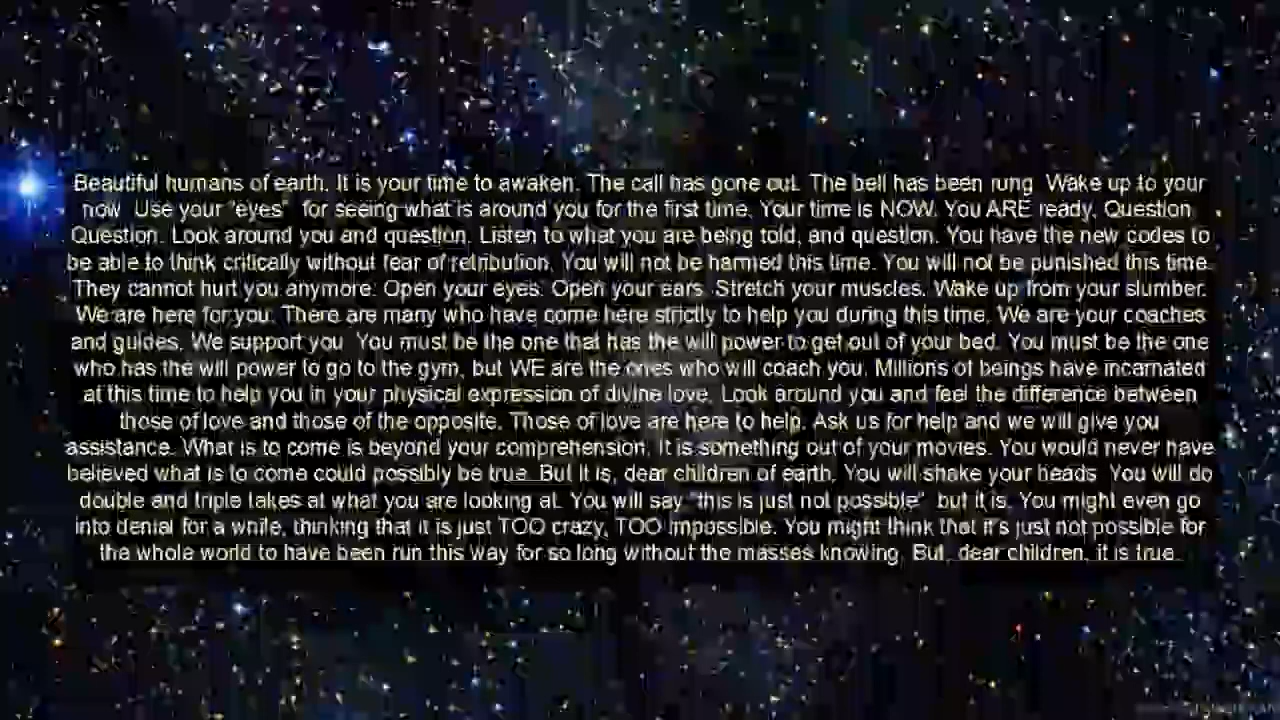 Beautiful humans of earth. It is your time to awaken. The call has gone out. The bell has been rung. Wake up to your
now. Use your "eyes" for seeing what is around you for the first time. Your time is NOW. You ARE ready. Question.
Question. Look around you and question. Listen to what you are being told, and question. You have the new codes to
be able to think critically without fear of retribution. You will not be harmed this time. You will not be punished this time.
They cannot hurt you anymore. Open your eyes. Open your ears. Stretch your muscles. Wake up from your slumber.
We are here for you. There are many who have come here strictly to help you during this time. We are your coaches
and guides. We support you. You must be the one that has the will power to get out of your bed. You must be the one
who has the will power to go to the gym, but WE are the ones who will coach you. Millions of beings have incarnated
at this time to help you in your physical expression of divine love. Look around you and feel the difference between
those of love and those of the opposite. Those of love are here to help. Ask us for help and we will give you
assistance. What is to come is beyond your comprehension. It is something out of your movies. You would never have
believed what is to come could possibly be true. But it is, dear children of earth. You will shake your heads. You will do
double and triple takes at what you are looking at. You will say "this is just not possible" but it is. You might even go
into denial for a while, thinking that it is just TOO crazy, TOO impossible. You might think that it's just not possible for
the whole world to have been run this way for so long without the masses knowing. But, dear children, it is true.